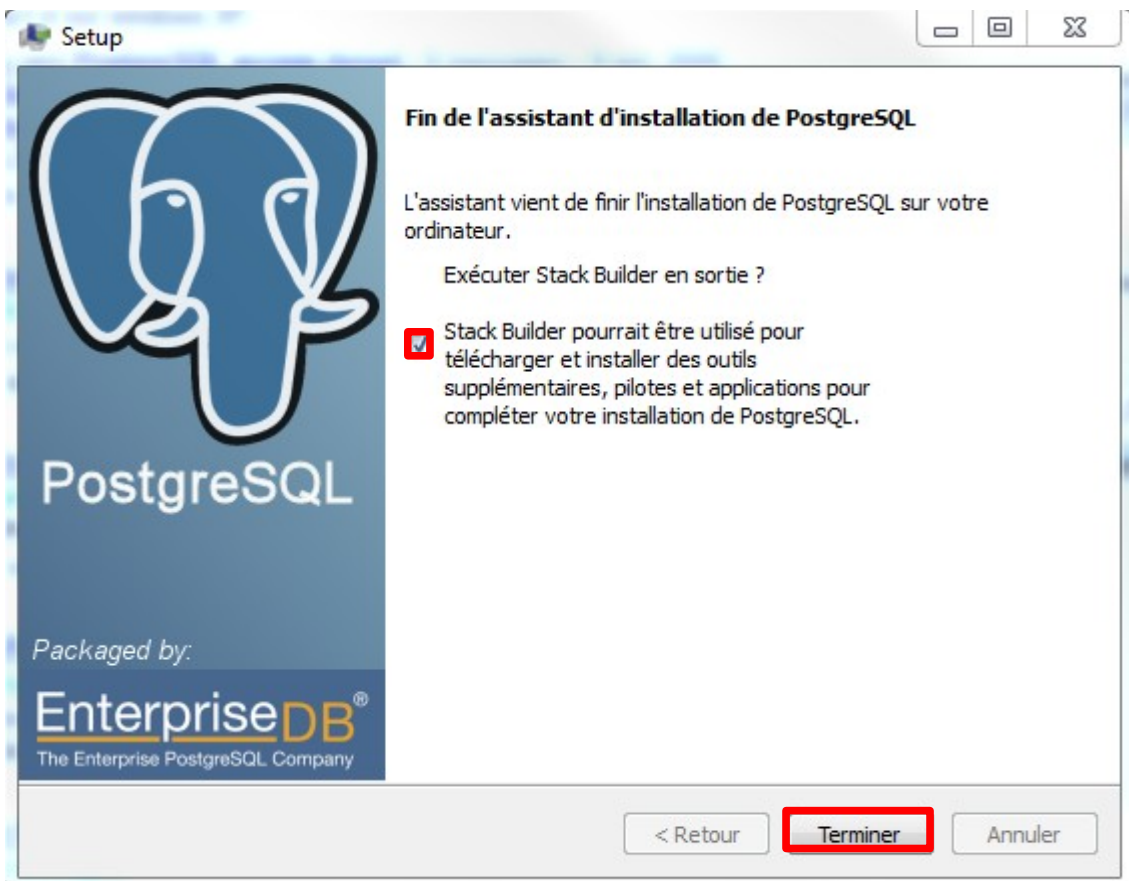 Setup
Fin de l'assistant d'installation de PostgreSQL
L'assistant vient de finir l'installation de PostgreSQL sur votre
ordinateur.
Exécuter Stack Builder en sortie ?
Stack Builder pourrait être utilisé pour
télécharger et installer des outils
supplémentaires, pilotes et applications pour
compléter votre installation de PostgreSQL.
PostgreSQL
Packaged by:
EnterpriseDB®
The Enterprise PostgreSQL Company
< Retour
Terminer
Annuler